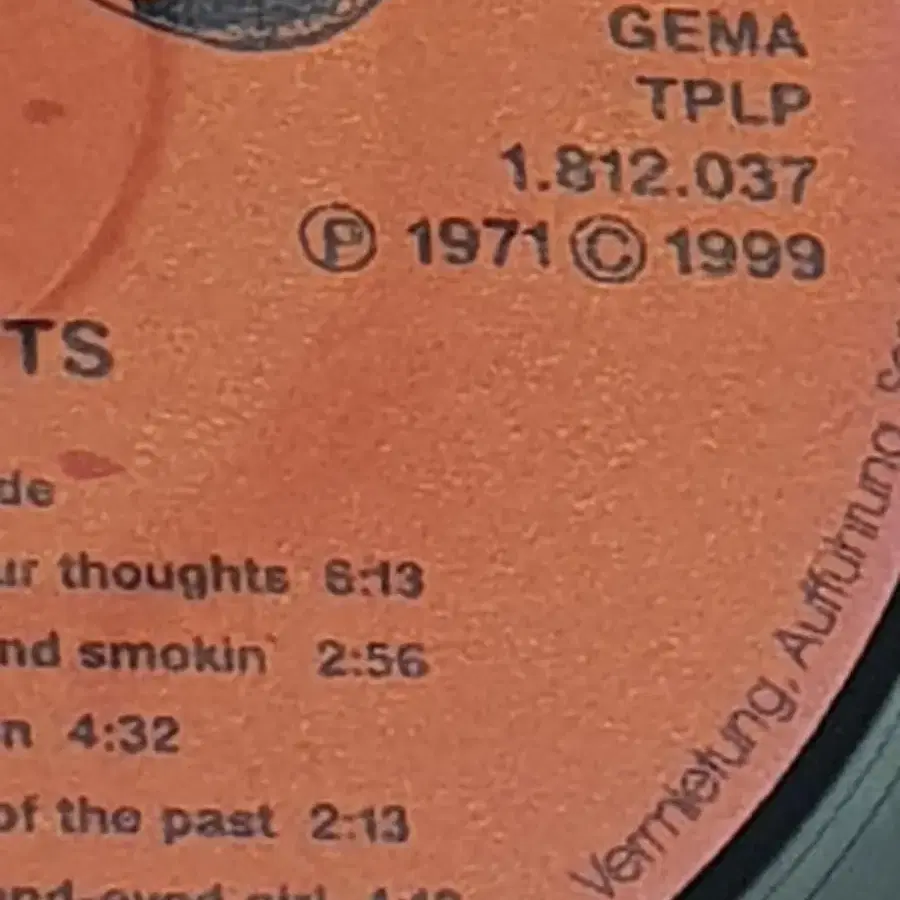 GEMA
TPLP
1.812.037
Ⓟ 1971 © 1999
TS
de
ur thoughts 6:13
nd smokin' 2:56
n 4:32
of the past 2:13
Vermietung, Aufführung